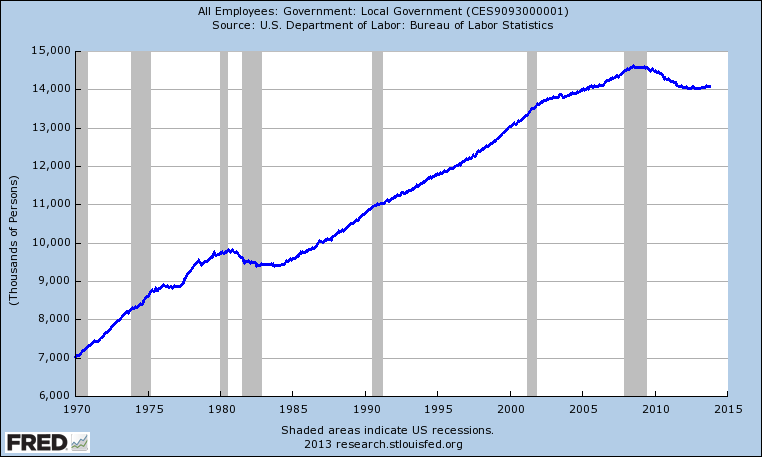 All Employees: Government: Local Government (CES9093000001)
Source: U.S. Department of Labor: Bureau of Labor Statistics
15,000
14,000
13,000
12,000
11,000
10,000
9,000
8,000
7,000
6,000
(Thousands of Persons)
1970 1975 1980 1985 1990 1995 2000 2005 2010 2015
Shaded areas indicate US recessions.
2013 research.stlouisfed.org
FRED